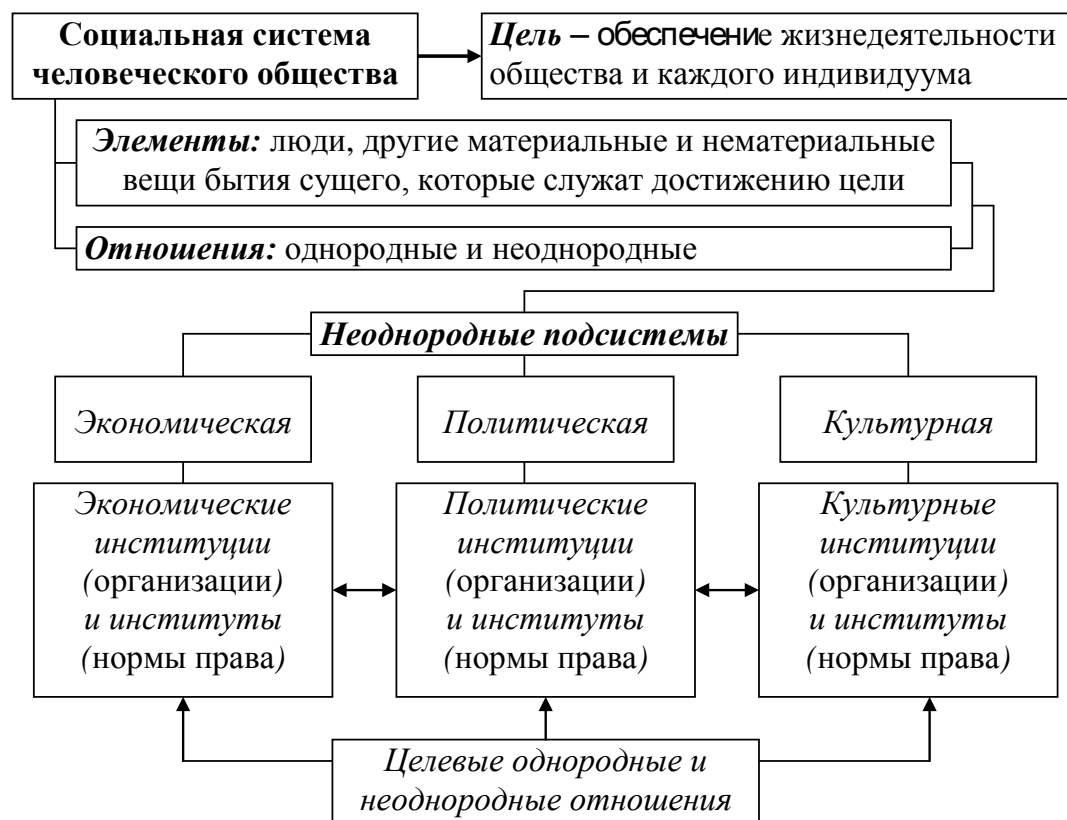 Социальная система
человеческого общества
Цель – обеспечение жизнедеятельности
общества и каждого индивидуума
Элементы: люди, другие материальные и нематериальные
вещи бытия сущего, которые служат достижению цели
Отношения: однородные и неоднородные
Неоднородные подсистемы
Экономическая
Политическая
Культурная
Экономические
институции
(организации)
и институты
(нормы права)
Политические
институции
(организации)
и институты
(нормы права)
Культурные
институции
(организации)
и институты
(нормы права)
Целевые однородные и
неоднородные отношения